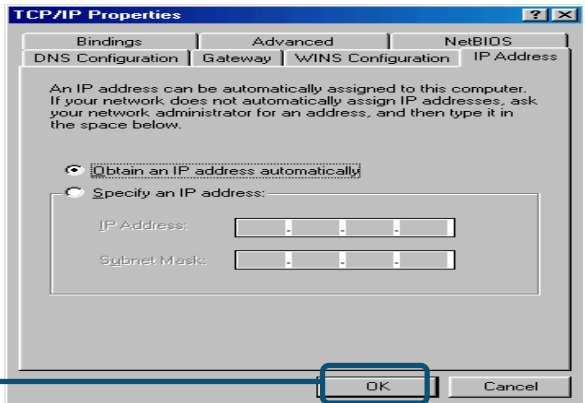 TCP/IP Properties
Bindings Advanced NetBIOS
DNS Configuration Gateway WINS Configuration IP Address
An IP address can be automatically assigned to this computer.
If your network does not automatically assign IP addresses, ask
your network administrator for an address, and then type it in
the space below.
Obtain an IP address automatically
Specify an IP address:
IP Address:
Subnet Mask:
OK Cancel